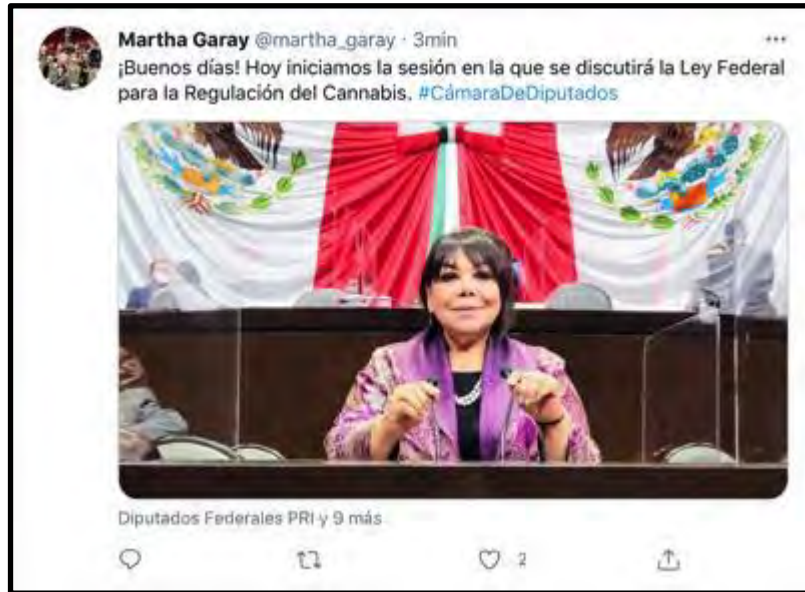 Martha Garay @martha_garay · 3min
¡Buenos días! Hoy iniciamos la sesión en la que se discutirá la Ley Federal
para la Regulación del Cannabis. #CámaraDeDiputados
Diputados Federales PRI y 9 más
2